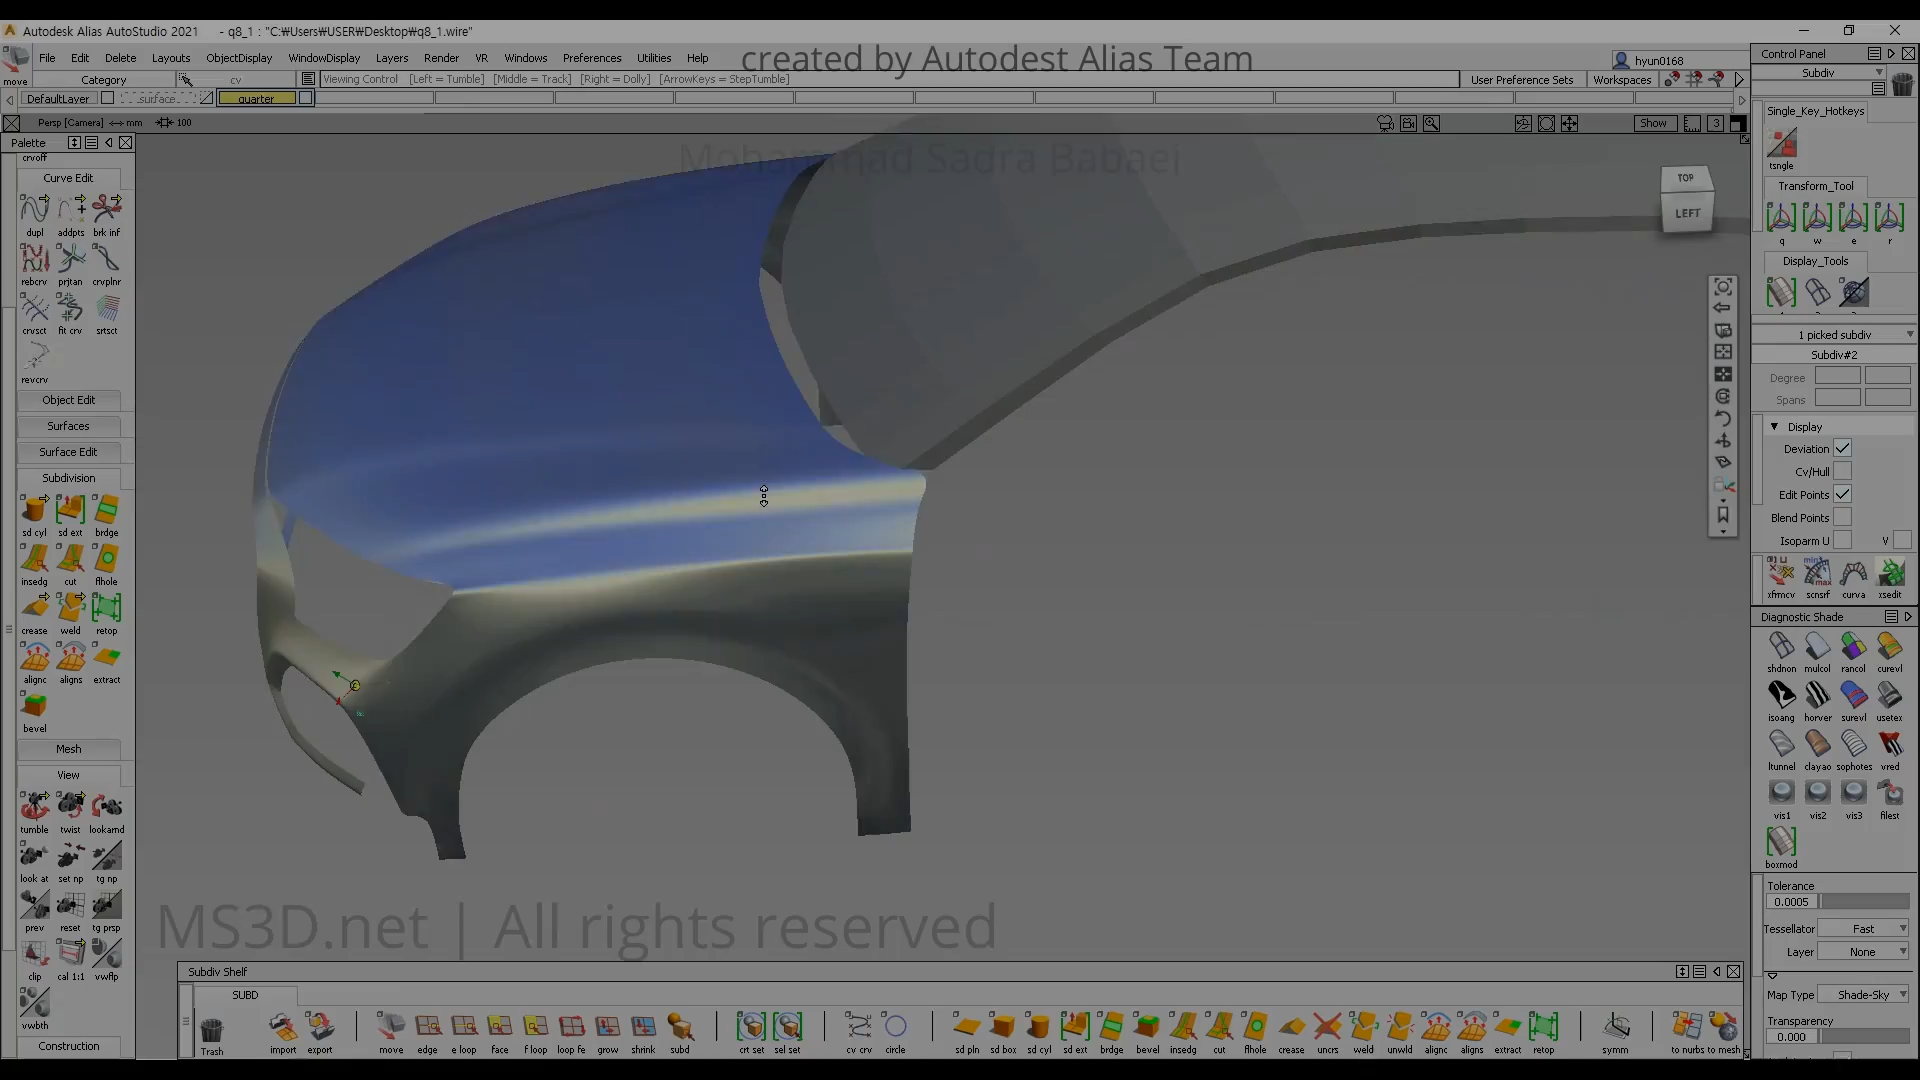 Autodesk Alias AutoStudio 2021 - q8_1 : "C:₩Users₩USER₩Desktop₩q8_1.wire"
File Edit Delete Layouts ObjectDisplay WindowDisplay Layers Render VR Windows Preferences Utilities Help
created by Autodest Alias Team
hyun0168
Control Panel
move
Category
cv
Viewing Control [Left = Tumble] [Middle = Track] [Right = Dolly] [ArrowKeys = StepTumble]
User Preference Sets
Workspaces
Subdiv
DefaultLayer
surface
quarter
Persp [Camera] <-> mm 100
Show
3
Single_Key_Hotkeys
tsngle
Transform_Tool
q w e r
Display_Tools
Mohammad Sadra Babaei
TOP
LEFT
Palette
crvoff
Curve Edit
dupl addpts brk inf
rebcrv prjtan crvplnr
crvsct fit crv srtsct
revcrv
Object Edit
Surfaces
Surface Edit
Subdivision
sd cyl sd ext brdge
insedg cut flhole
crease weld retop
alignc aligns extract
bevel
Mesh
View
tumble twist lookarnd
look at set np tg np
prev reset tg prsp
clip cal 1:1 vwflp
vwbth
Construction
1 picked subdiv
Subdiv#2
Degree
Spans
Display
Deviation
Cv/Hull
Edit Points
Blend Points
Isoparm U V
xfrmcv scnsrf curva xsedit
Diagnostic Shade
shdnon mulcol rancol curevl
isoang horver surevl usetex
ltunnel clayao sophotes vred
vis1 vis2 vis3 filest
boxmod
Tolerance
0.0005
Tessellator Fast
Layer None
Map Type Shade-Sky
Transparency
0.000
MS3D.net | All rights reserved
Subdiv Shelf
SUBD
Trash import export move edge e loop face f loop loop fe grow shrink subd crt set sel set cv crv circle sd pln sd box sd cyl sd ext brdge bevel insedg cut flhole crease uncrs weld unwld alignc aligns extract retop symm to nurbs to mesh